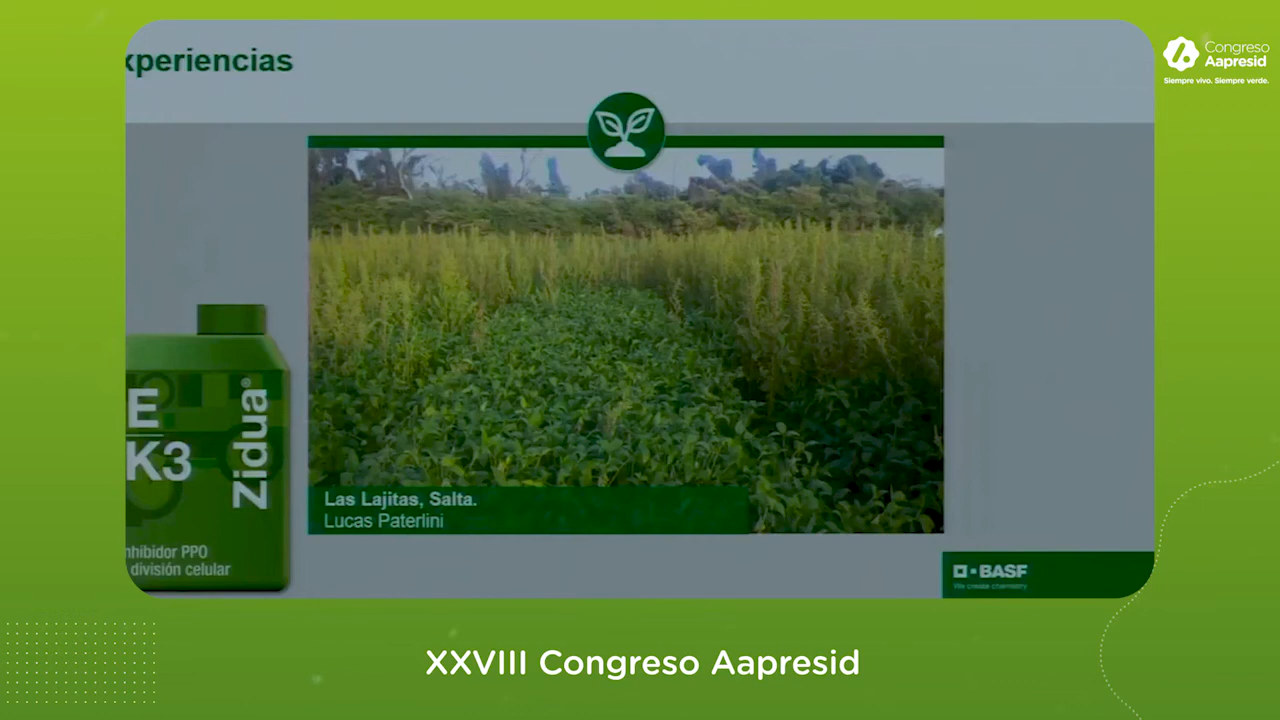 xperiencias
Congreso
Aapresid
Siempre vivo. Siempre verde.
E
K3
Zidua®
nhibidor PPO
división celular
Las Lajitas, Salta.
Lucas Paterlini
BASF
We create chemistry
XXVIII Congreso Aapresid